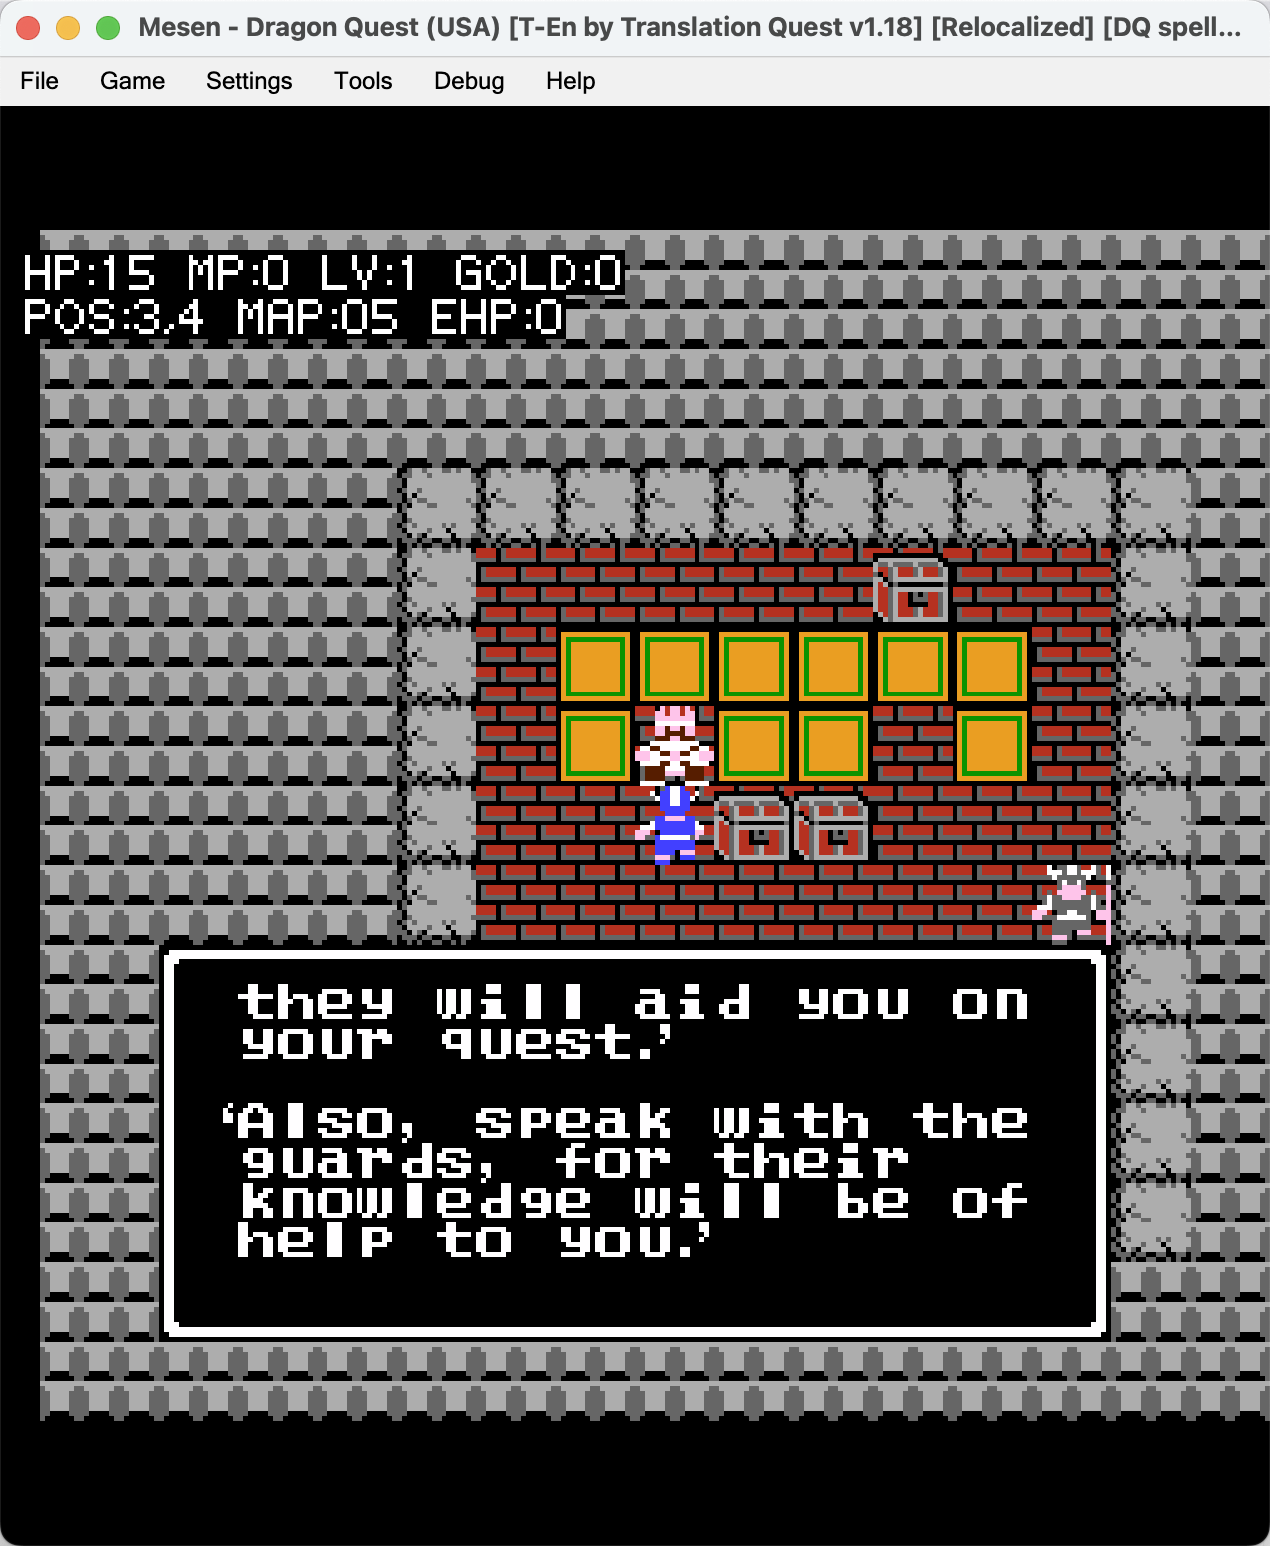 Mesen - Dragon Quest (USA) [T-En by Translation Quest v1.18] [Relocalized] [DQ spell...
File Game Settings Tools Debug Help
HP:15 MP:0 LV:1 GOLD:0
POS:3,4 MAP:05 EHP:0
they will aid you on
your quest.’
‘Also, speak with the
guards, for their
knowledge will be of
help to you.’